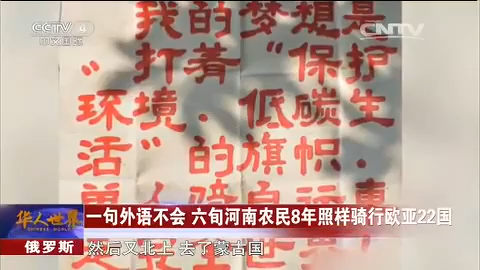 CCTV 4
中文国际
CNTV
我的梦想是
打着“保护
环境”.低碳生
活的旗帜,
华人世界
CHINESE WORLD
一句外语不会 六旬河南农民8年照样骑行欧亚22国
俄罗斯
然后又北上 去了蒙古国